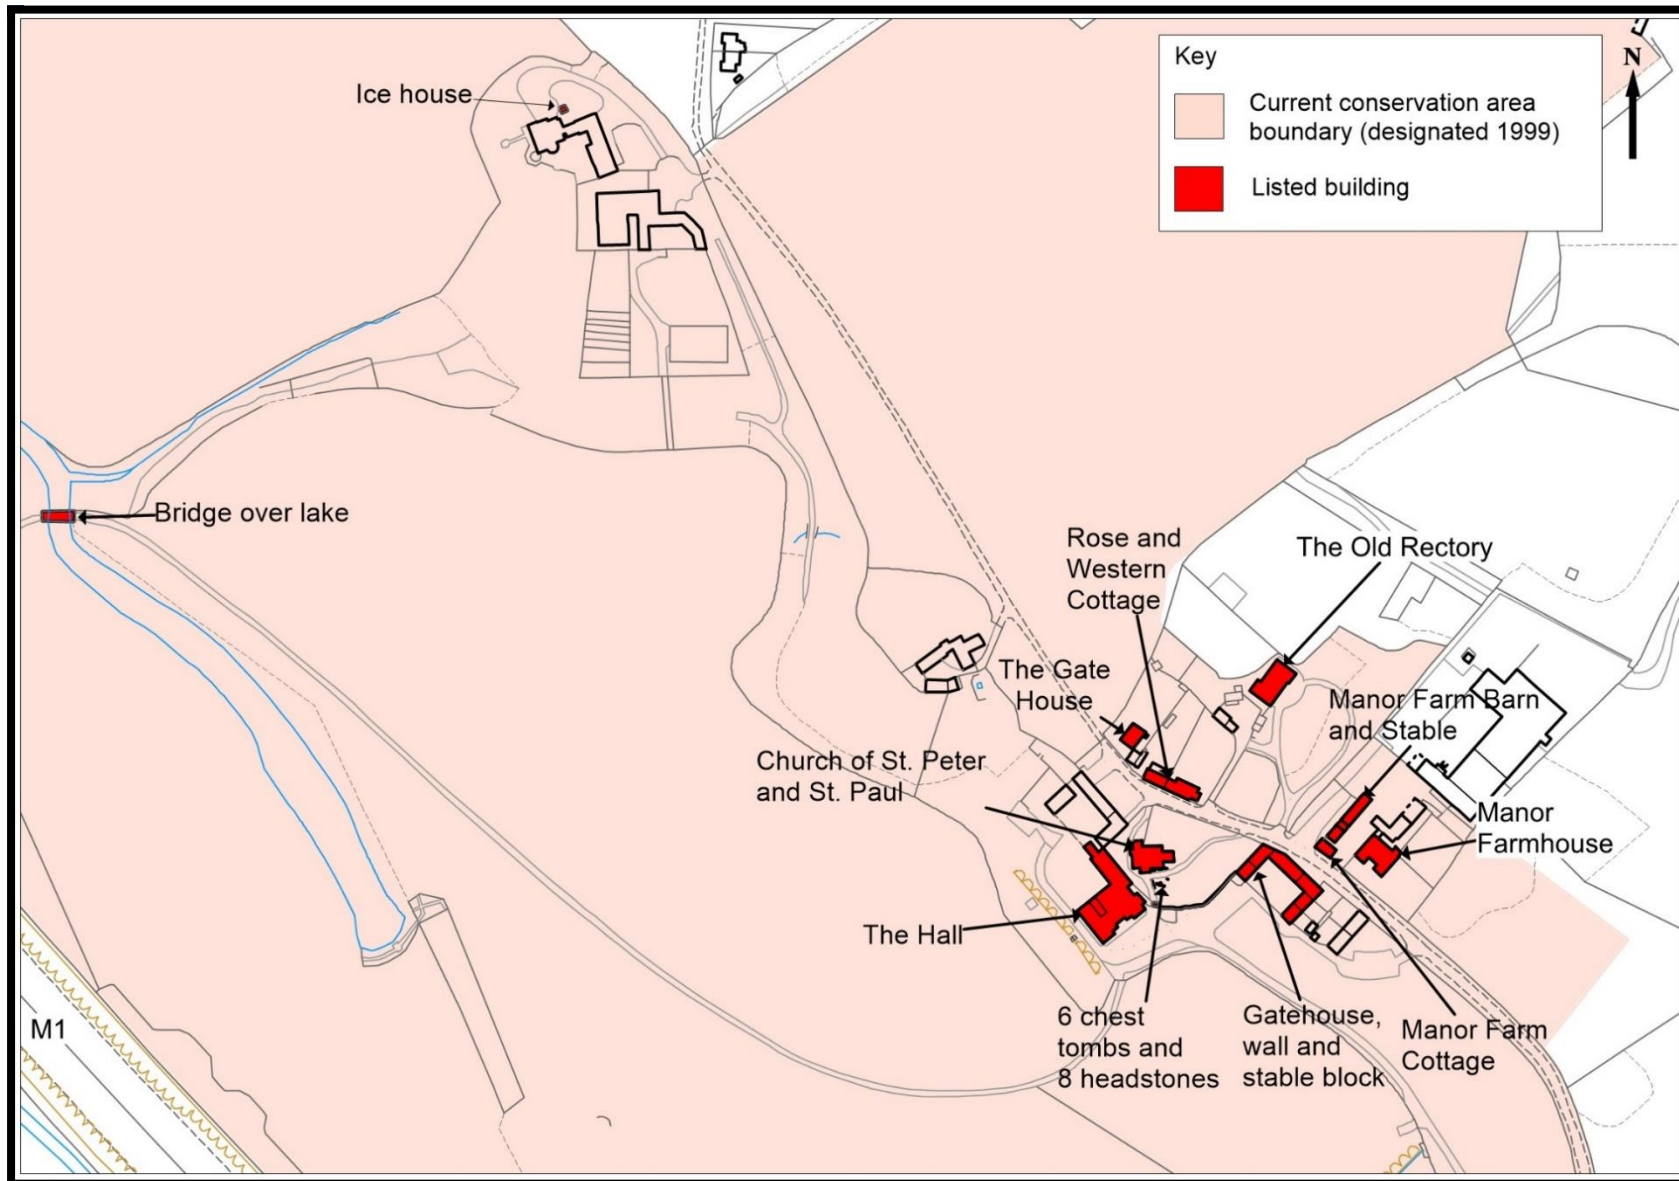 Key
N
Current conservation area
boundary (designated 1999)
Listed building
Ice house
Bridge over lake
Rose and
Western
Cottage
The Old Rectory
The Gate
House
Manor Farm Barn
and Stable
Church of St. Peter
and St. Paul
Manor
Farmhouse
The Hall
6 chest
tombs and
8 headstones
Gatehouse,
wall and
stable block
Manor Farm
Cottage
M1